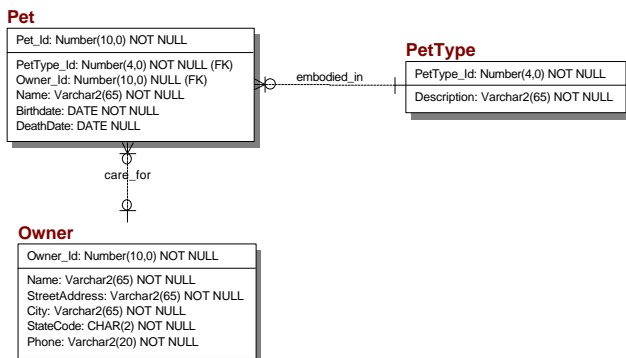 Pet
Pet_Id: Number(10,0) NOT NULL
PetType_Id: Number(4,0) NOT NULL (FK)
Owner_Id: Number(10,0) NULL (FK)
Name: Varchar2(65) NOT NULL
Birthdate: DATE NOT NULL
DeathDate: DATE NULL
embodied_in
PetType
PetType_Id: Number(4,0) NOT NULL
Description: Varchar2(65) NOT NULL
care_for
Owner
Owner_Id: Number(10,0) NOT NULL
Name: Varchar2(65) NOT NULL
StreetAddress: Varchar2(65) NOT NULL
City: Varchar2(65) NOT NULL
StateCode: CHAR(2) NOT NULL
Phone: Varchar2(20) NOT NULL